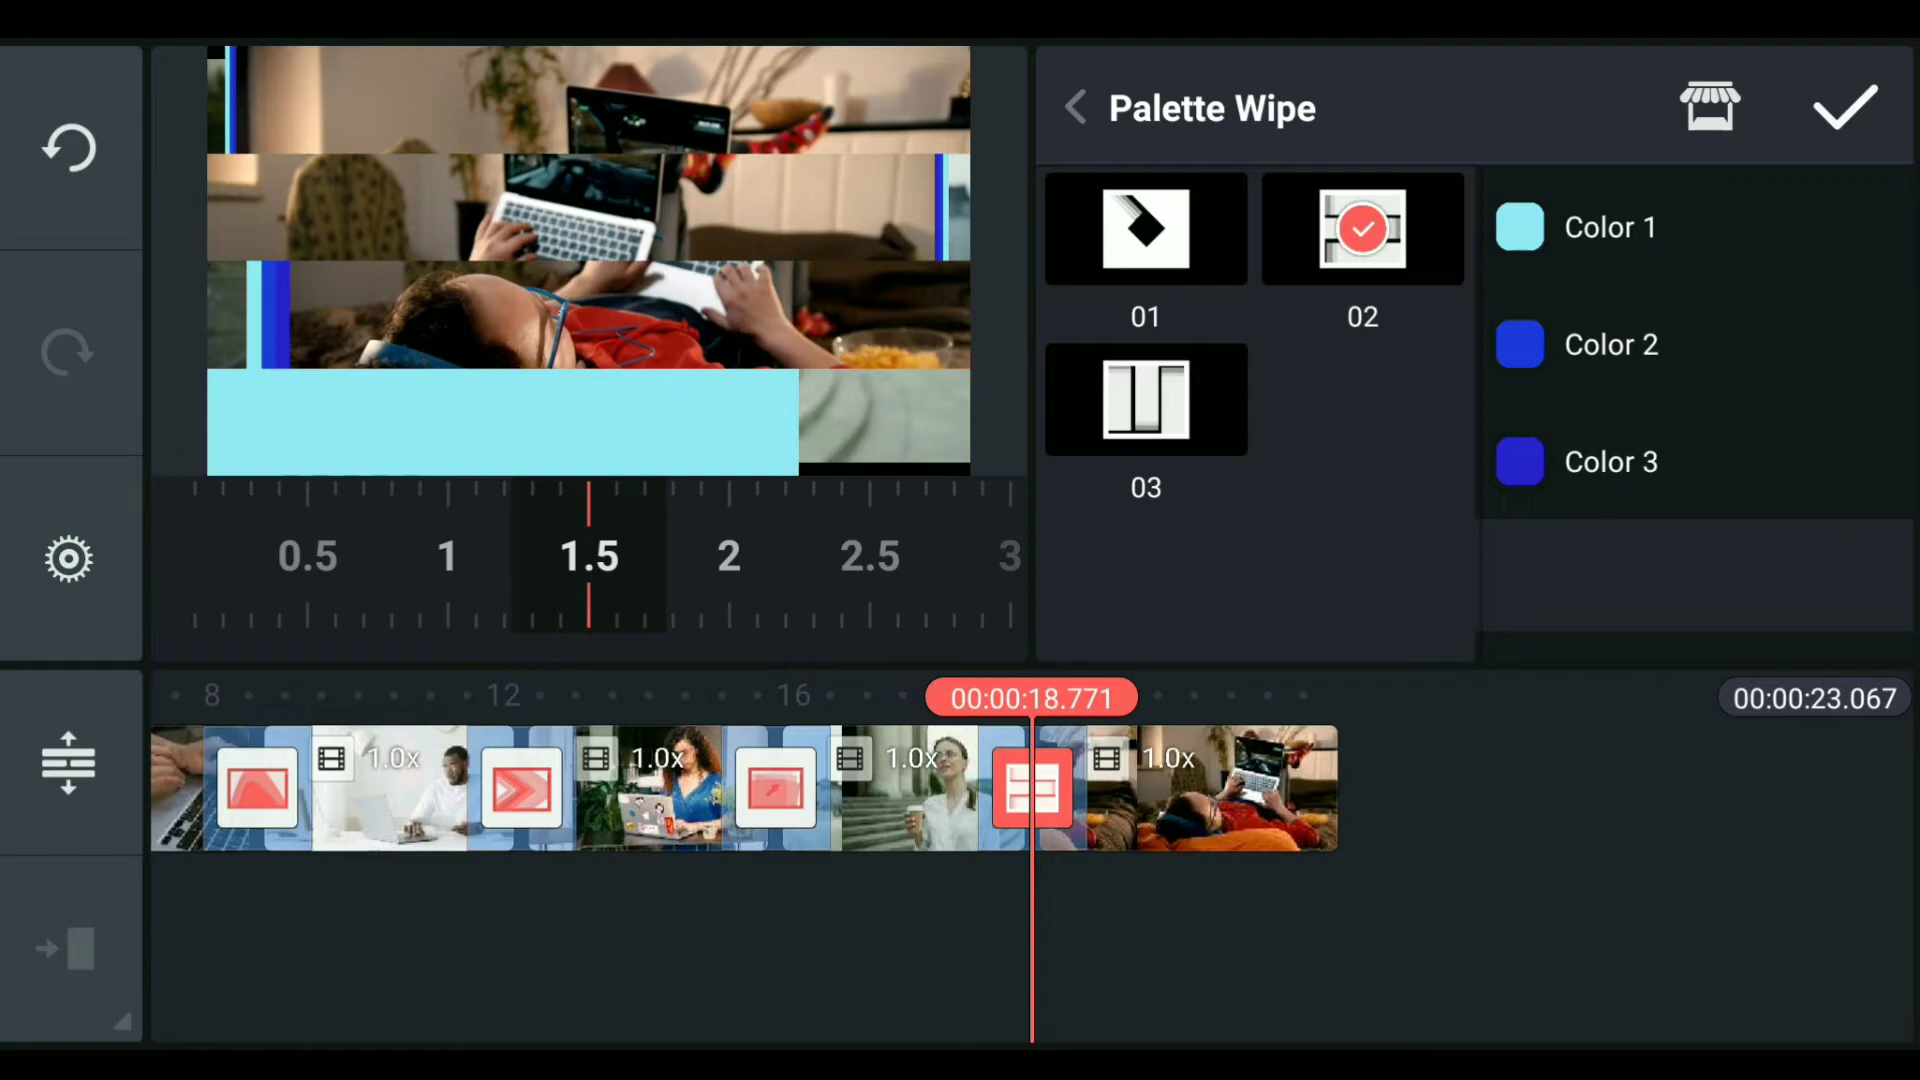 Palette Wipe
01
02
03
Color 1
Color 2
Color 3
0.5 1 1.5 2 2.5 3
8 12 16
00:00:18.771
00:00:23.067
1.0x 1.0x 1.0x 1.0x